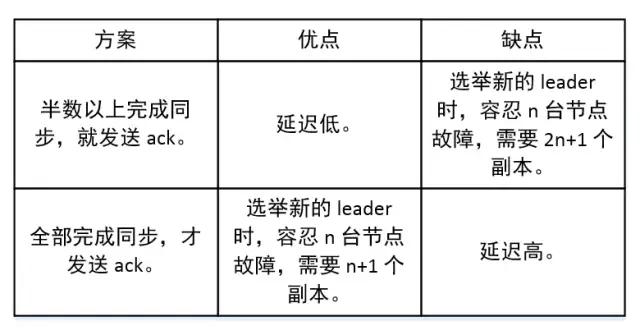 方案
优点
缺点
半数以上完成同
步，就发送 ack。
延迟低。
选举新的 leader
时，容忍 n 台节点
故障，需要 2n+1 个
副本。
全部完成同步，才
发送 ack。
选举新的 leader
时，容忍 n 台节点
故障，需要 n+1 个
副本。
延迟高。